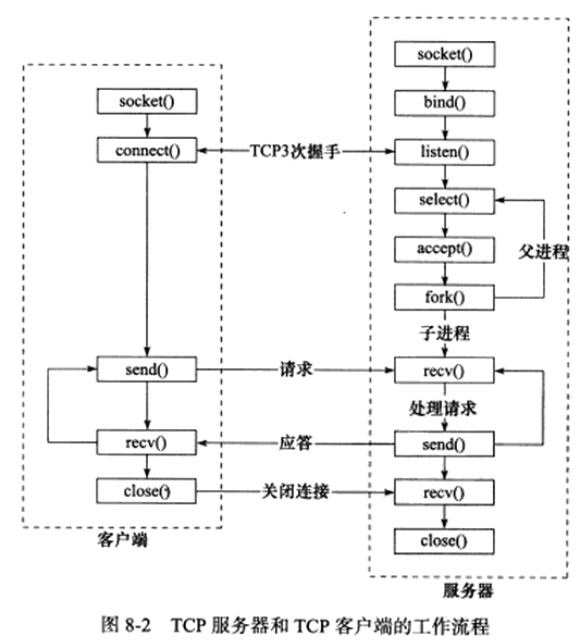 socket()
connect()
send()
recv()
close()
客户端
TCP3次握手
请求
应答
关闭连接
socket()
bind()
listen()
select()
accept()
fork()
父进程
子进程
recv()
处理请求
send()
recv()
close()
服务器
图 8-2 TCP 服务器和 TCP 客户端的工作流程